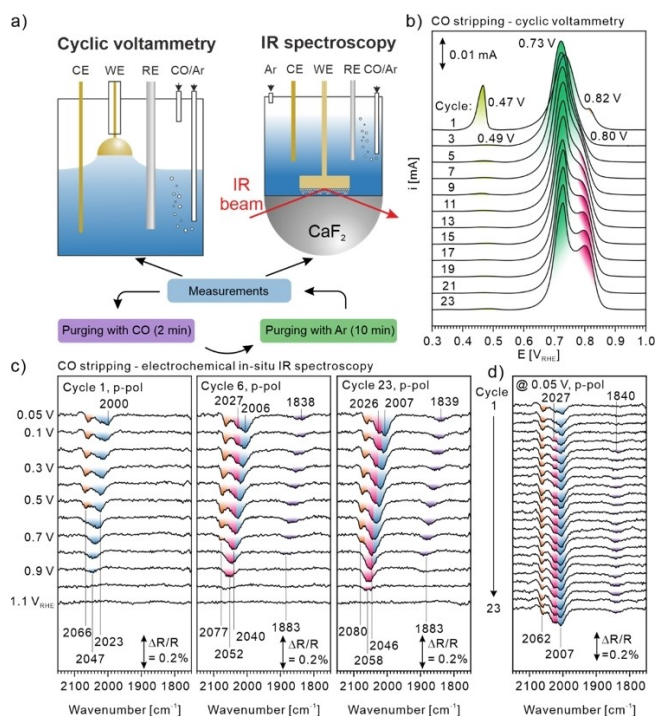 a)
Cyclic voltammetry
CE WE RE CO/Ar
IR spectroscopy
Ar CE WE RE CO/Ar
IR
beam
CaF2
Measurements
Purging with CO (2 min)
Purging with Ar (10 min)
b) CO stripping - cyclic voltammetry
0.01 mA
0.73 V
Cycle:
0.47 V
0.82 V
0.49 V
0.80 V
1
3
5
7
9
11
13
15
17
19
21
23
i [mA]
0.3 0.4 0.5 0.6 0.7 0.8 0.9 1.0
E [VRHE]
c) CO stripping - electrochemical in-situ IR spectroscopy
Cycle 1, p-pol
2000
0.05 V
0.1 V
0.3 V
0.5 V
0.7 V
0.9 V
1.1 VRHE
2066
2047
2023
ΔR/R
= 0.2%
2100 2000 1900 1800
Wavenumber [cm-1]
Cycle 6, p-pol
2027
2006
1838
2077
2052
2040
1883
ΔR/R
= 0.2%
2100 2000 1900 1800
Wavenumber [cm-1]
Cycle 23, p-pol
2026
2007
1839
2080
2058
2046
1883
ΔR/R
= 0.2%
2100 2000 1900 1800
Wavenumber [cm-1]
d)
Cycle
@ 0.05 V, p-pol
1
2027
1840
23
2062
2007
ΔR/R
= 0.2%
2100 2000 1900 1800
Wavenumber [cm-1]